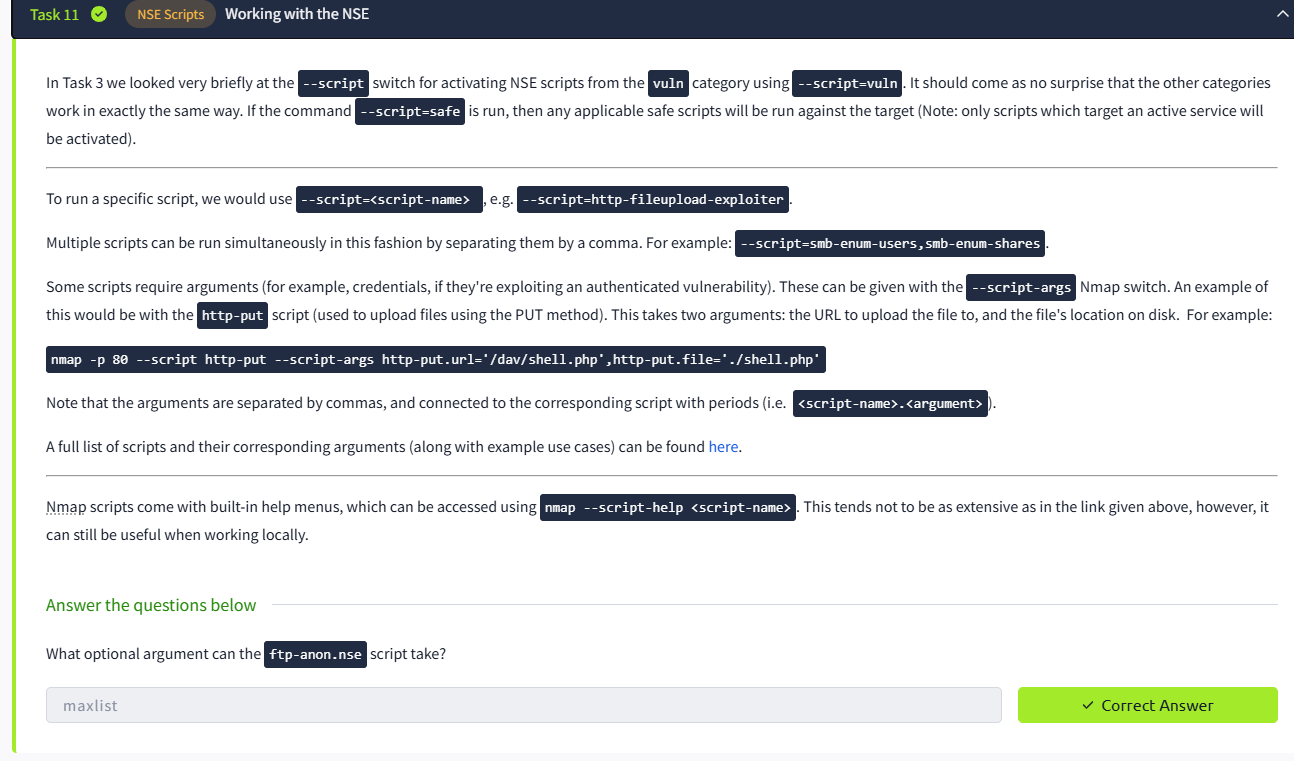 Task 11 NSE Scripts Working with the NSE
In Task 3 we looked very briefly at the --script switch for activating NSE scripts from the vuln category using --script=vuln. It should come as no surprise that the other categories
work in exactly the same way. If the command --script=safe is run, then any applicable safe scripts will be run against the target (Note: only scripts which target an active service will
be activated).
To run a specific script, we would use --script=<script-name> , e.g. --script=http-fileupload-exploiter.
Multiple scripts can be run simultaneously in this fashion by separating them by a comma. For example: --script=smb-enum-users,smb-enum-shares.
Some scripts require arguments (for example, credentials, if they're exploiting an authenticated vulnerability). These can be given with the --script-args Nmap switch. An example of
this would be with the http-put script (used to upload files using the PUT method). This takes two arguments: the URL to upload the file to, and the file's location on disk. For example:
nmap -p 80 --script http-put --script-args http-put.url='/dav/shell.php',http-put.file='./shell.php'
Note that the arguments are separated by commas, and connected to the corresponding script with periods (i.e. <script-name>.<argument>).
A full list of scripts and their corresponding arguments (along with example use cases) can be found here.
Nmap scripts come with built-in help menus, which can be accessed using nmap --script-help <script-name>. This tends not to be as extensive as in the link given above, however, it
can still be useful when working locally.
Answer the questions below
What optional argument can the ftp-anon.nse script take?
maxlist
Correct Answer